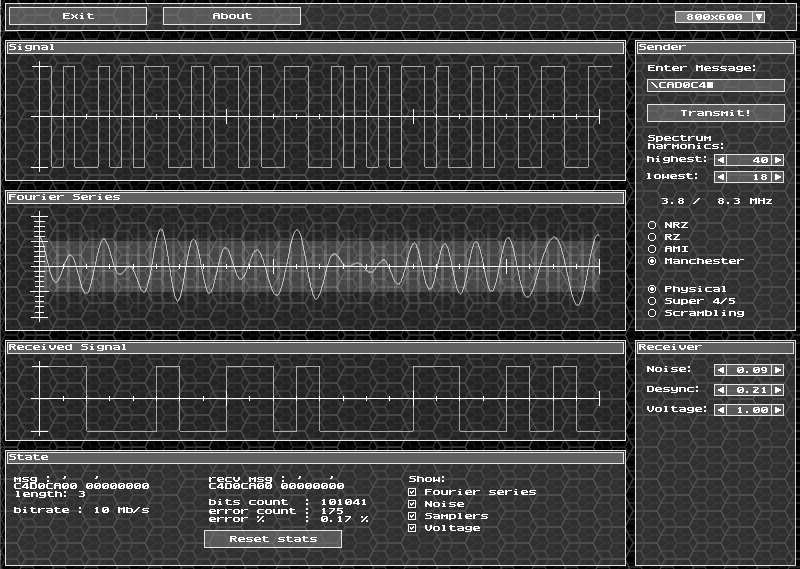 Exit
About
800x600
Signal
Fourier Series
Received Signal
State
msg : ' '
C4D0CA00 00000000
length: 3
bitrate : 10 Mb/s
recv msg : ' '
C4D0CA00 00000000
bits count : 101041
error count : 175
error % : 0.17 %
Reset stats
Show:
Fourier series
Noise
Samplers
Voltage
Sender
Enter Message:
\CAD0C4
Transmit!
Spectrum
harmonics:
highest: 40
lowest: 18
3.8 / 8.3 MHz
NRZ
RZ
AMI
Manchester
Physical
Super 4/5
Scrambling
Receiver
Noise: 0.09
Desync: 0.21
Voltage: 1.00